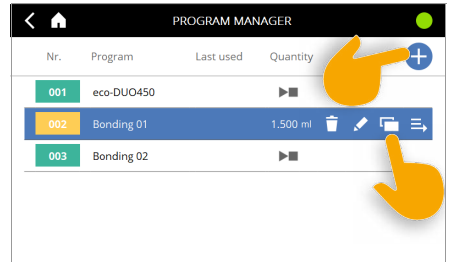 PROGRAM MANAGER
Nr. Program Last used Quantity
001 eco-DUO450
002 Bonding 01 1.500 ml
003 Bonding 02